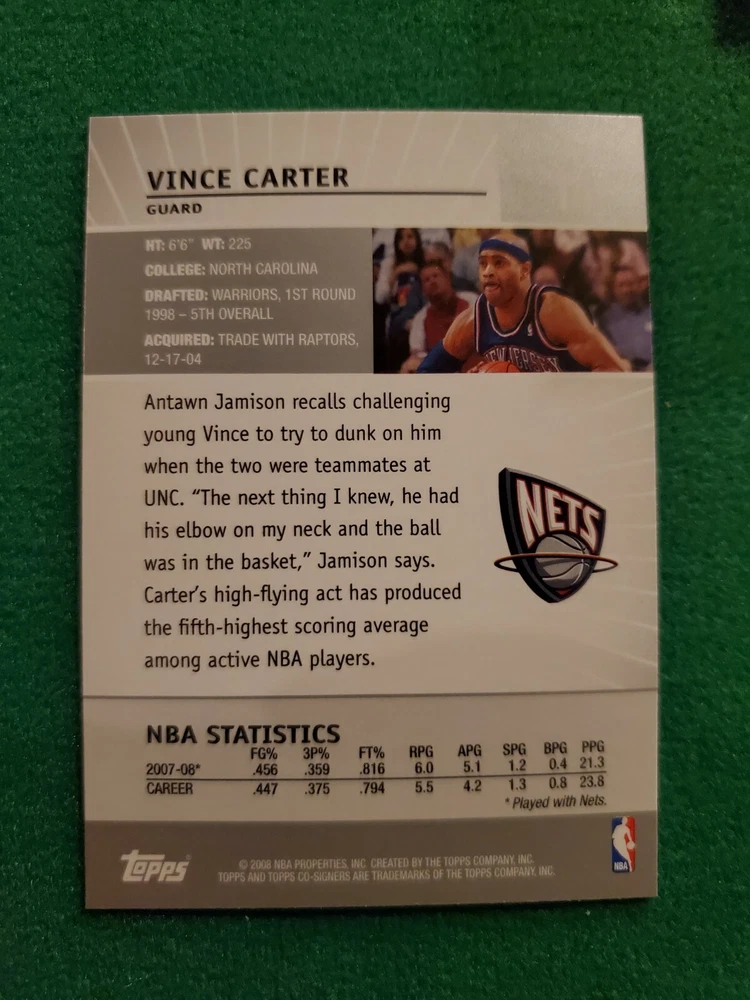 VINCE CARTER
GUARD
HT: 6'6" WT: 225
COLLEGE: NORTH CAROLINA
DRAFTED: WARRIORS, 1ST ROUND
1998 – 5TH OVERALL
ACQUIRED: TRADE WITH RAPTORS,
12-17-04
NEW JERSEY
Antawn Jamison recalls challenging
young Vince to try to dunk on him
when the two were teammates at
UNC. “The next thing I knew, he had
his elbow on my neck and the ball
was in the basket,” Jamison says.
Carter’s high-flying act has produced
the fifth-highest scoring average
among active NBA players.
NETS
NBA STATISTICS
FG% 3P% FT% RPG APG SPG BPG PPG
2007-08* .456 .359 .816 6.0 5.1 1.2 0.4 21.3
CAREER .447 .375 .794 5.5 4.2 1.3 0.8 23.8
* Played with Nets.
Topps
© 2008 NBA PROPERTIES, INC. CREATED BY THE TOPPS COMPANY, INC.
TOPPS AND TOPPS CO-SIGNERS ARE TRADEMARKS OF THE TOPPS COMPANY, INC.
NBA